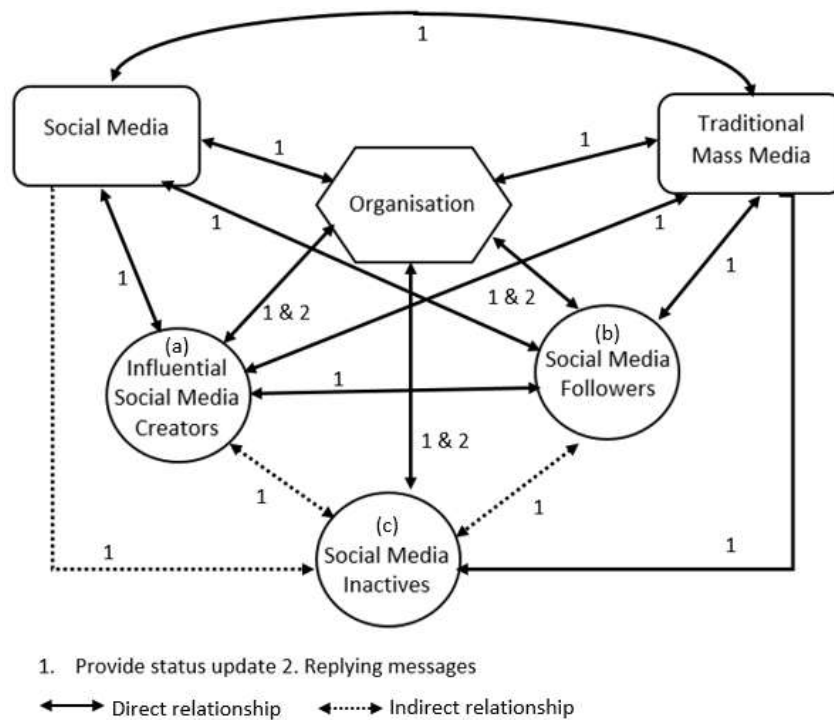 1
Social Media
Traditional
Mass Media
1
1
Organisation
1
1
1
1
1 & 2
1 & 2
(a)
Influential
Social Media
Creators
(b)
Social Media
Followers
1
1 & 2
1
1
(c)
Social Media
Inactives
1
1
1. Provide status update 2. Replying messages
Direct relationship
Indirect relationship